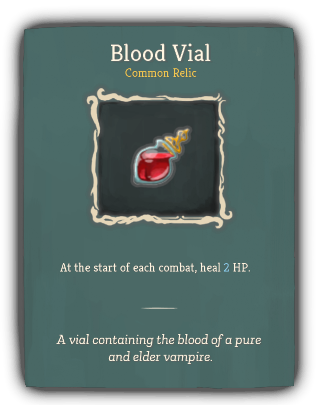 Blood Vial
Common Relic
At the start of each combat, heal 2 HP.
A vial containing the blood of a pure
and elder vampire.